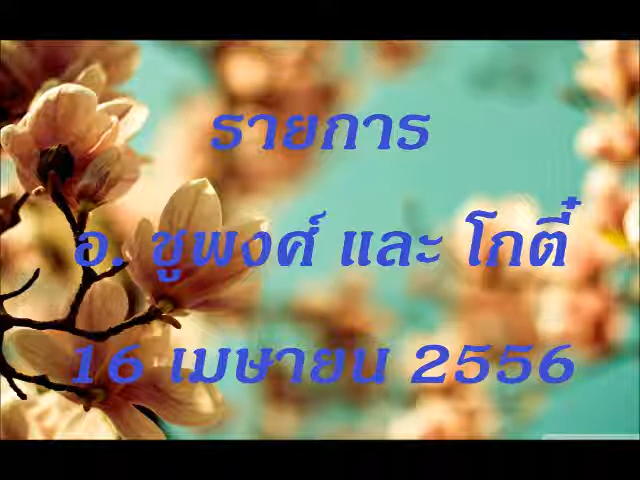 รายการ
อ. ชูพงศ์ และ โกตี๋
16 เมษายน 2556